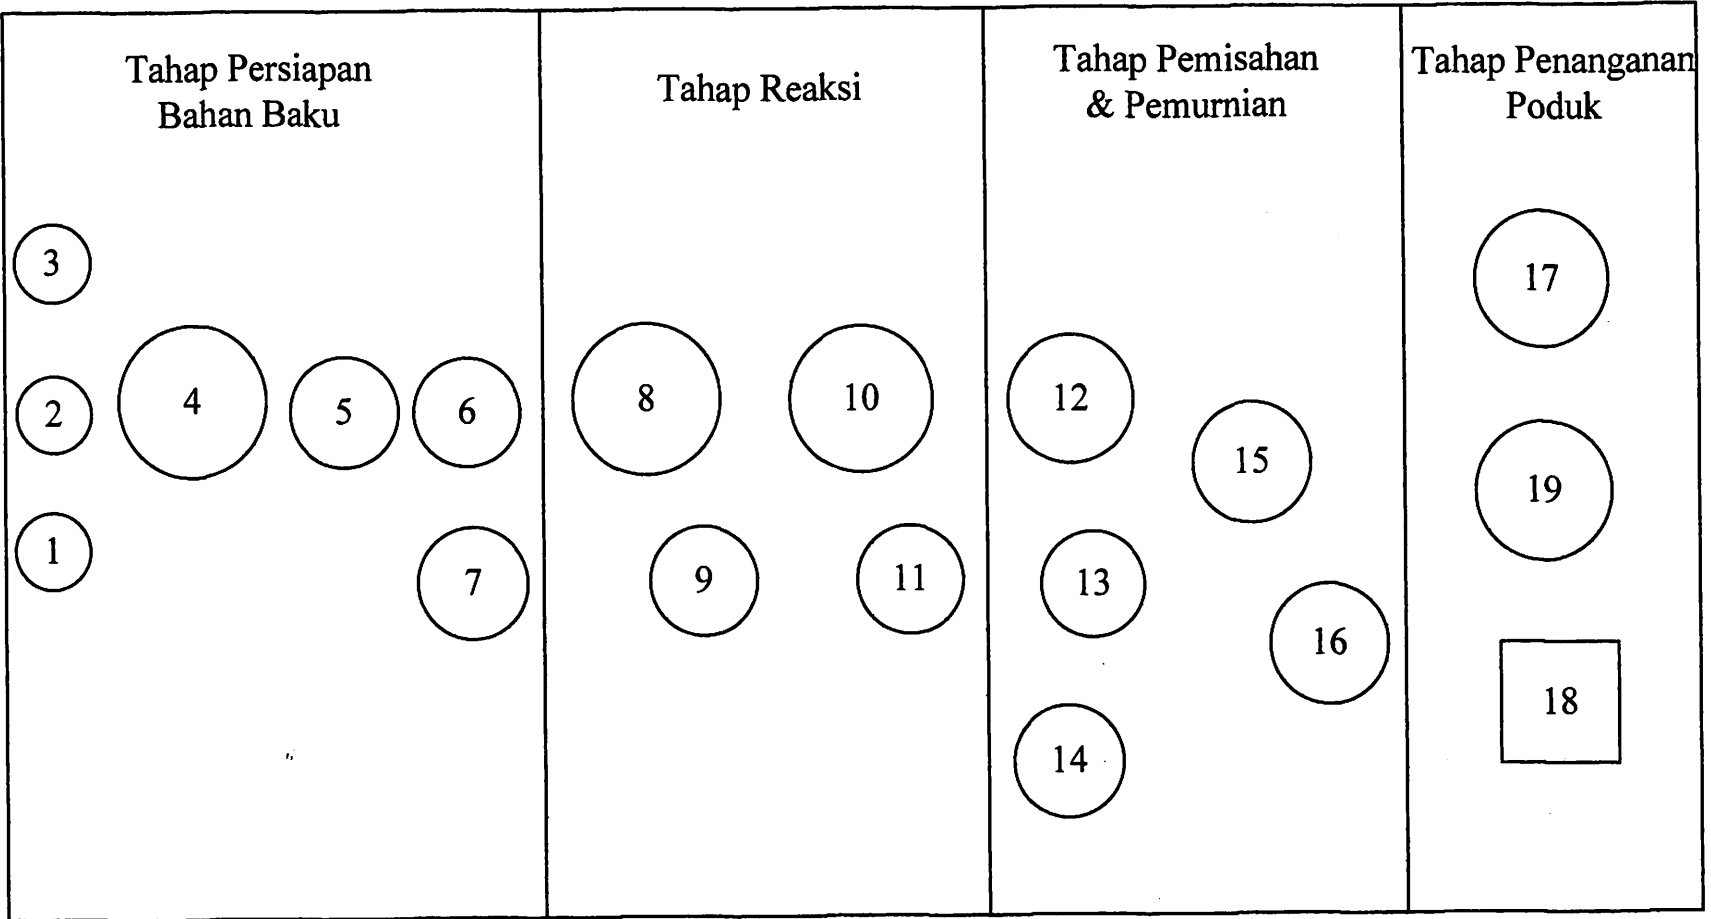 Tahap Persiapan
Bahan Baku
Tahap Reaksi
Tahap Pemisahan
& Pemurnian
Tahap Penanganan
Poduk
3
2
1
4
5
6
7
8
10
9
11
12
15
13
16
14
17
19
18